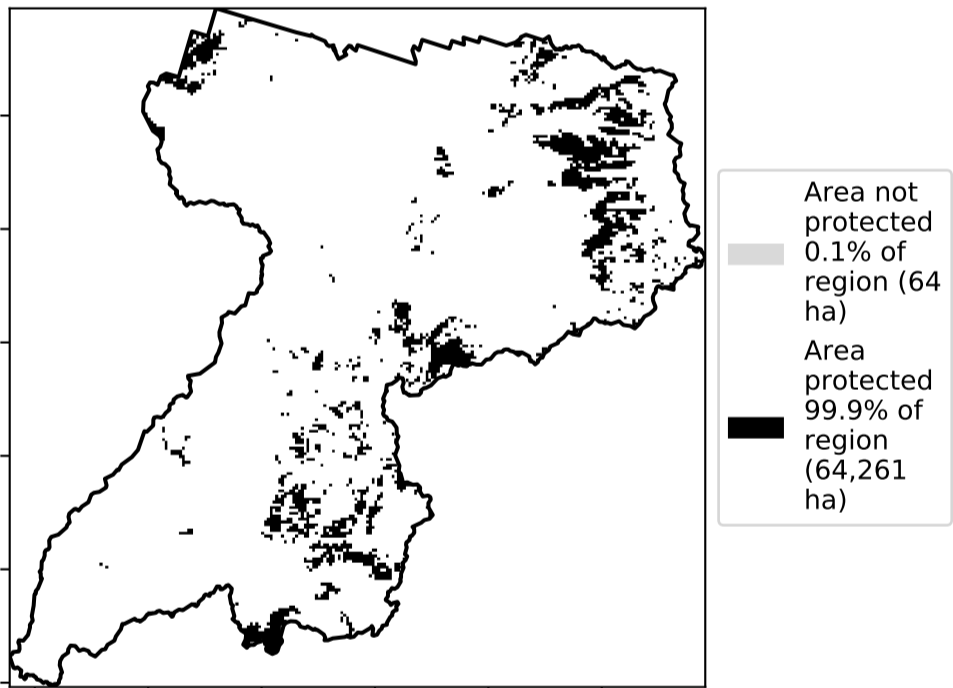 Area not
protected
0.1% of
region (64
ha)
Area
protected
99.9% of
region
(64,261
ha)